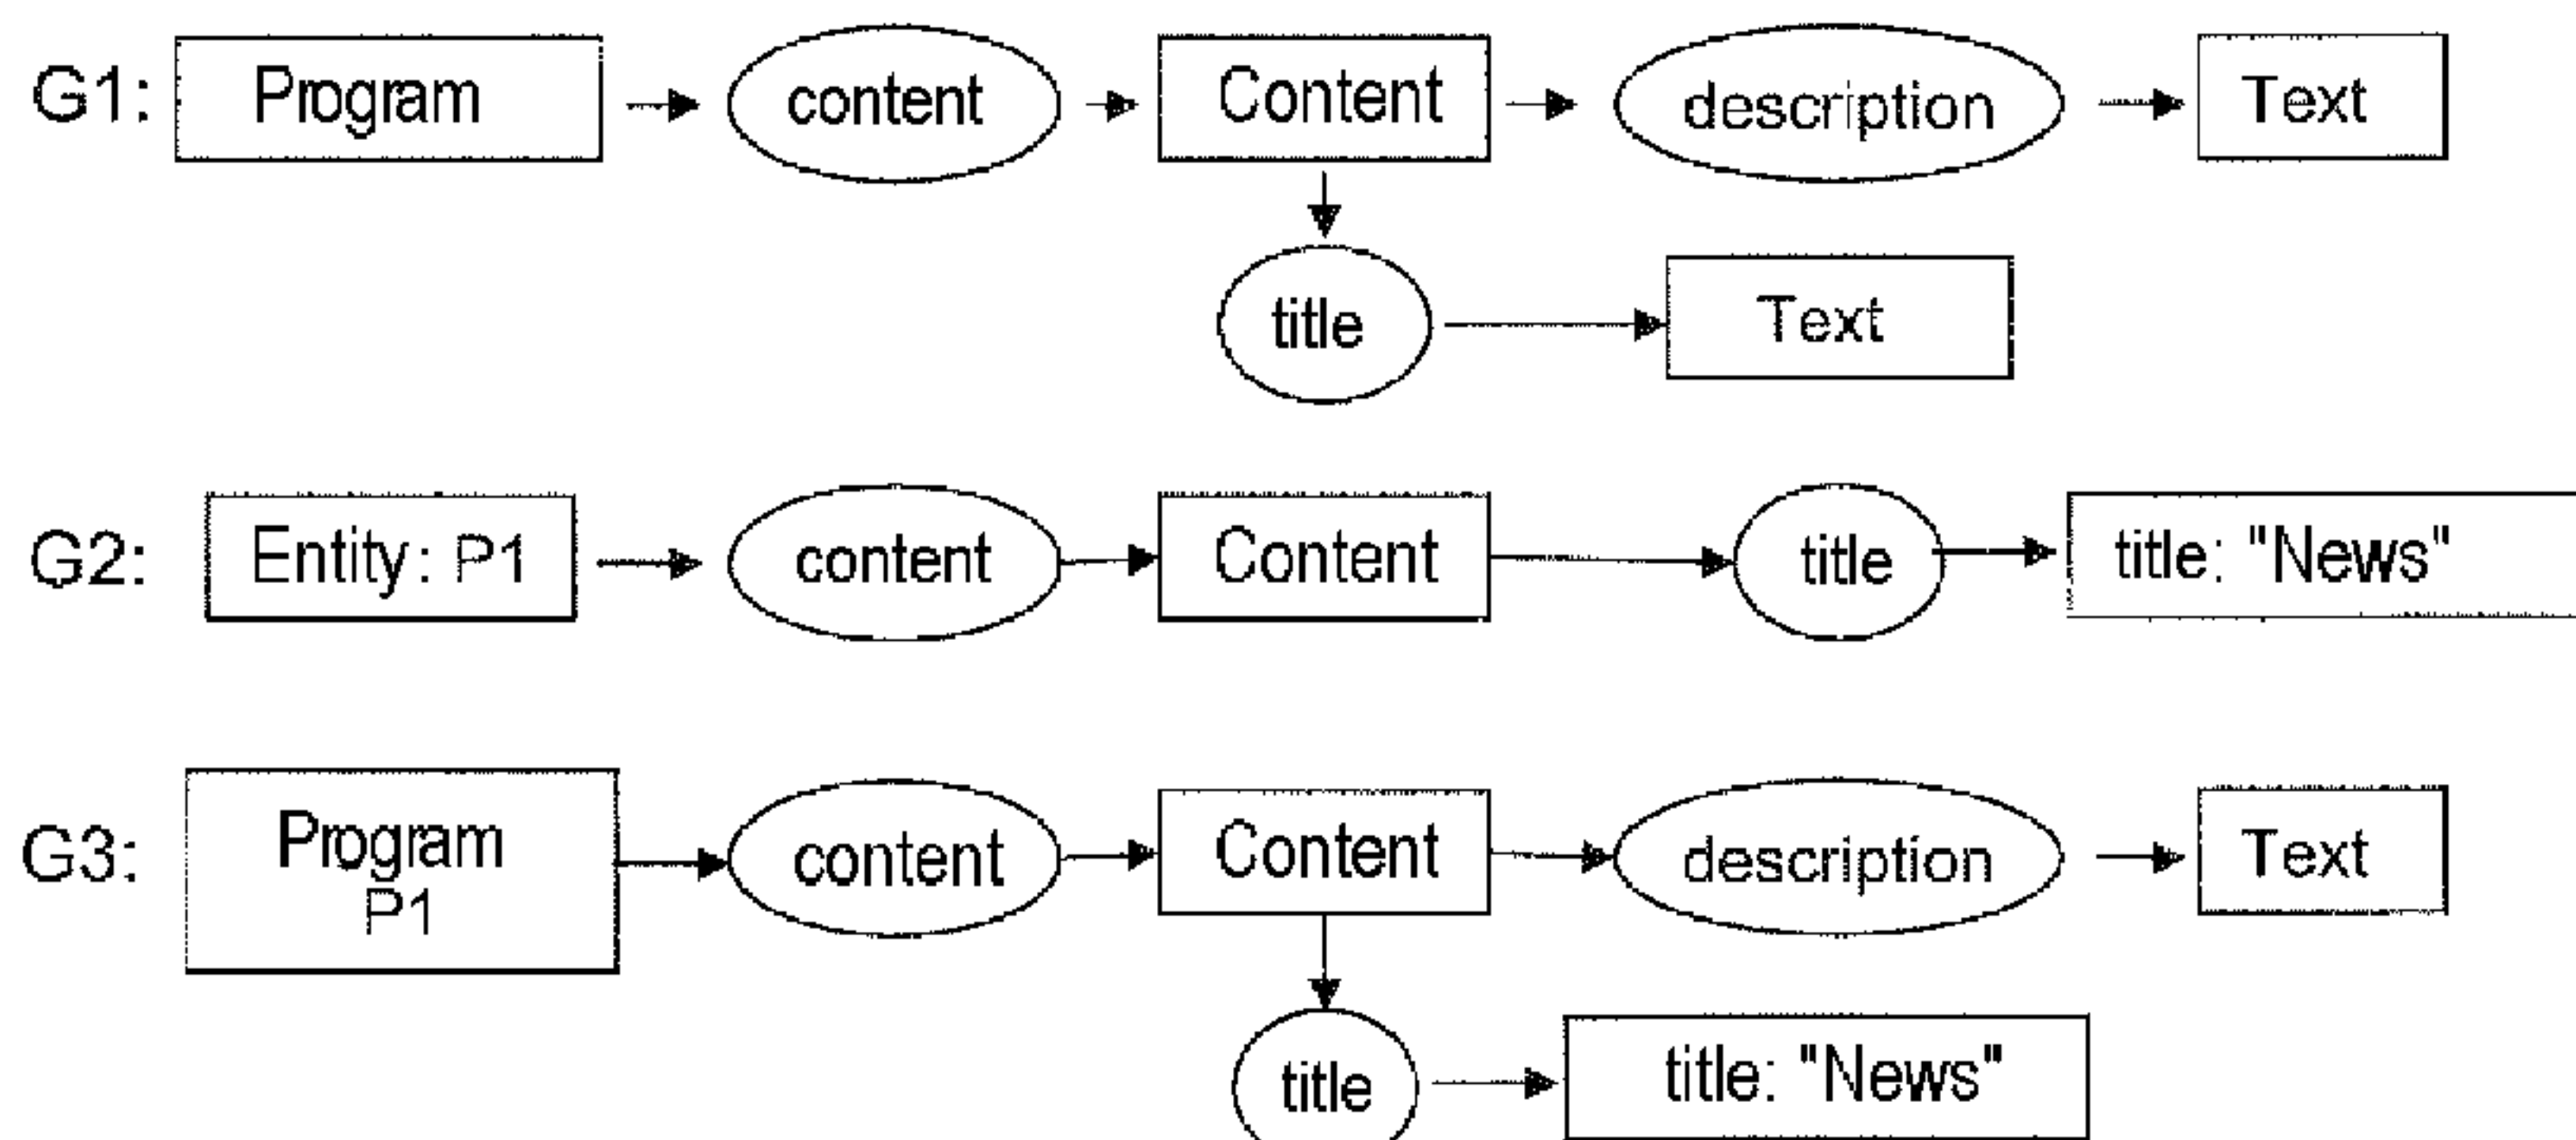 G1: Program content Content description Text
title Text
G2: Entity: P1 content Content title title: "News"
G3: Program P1 content Content description Text
title title: "News"